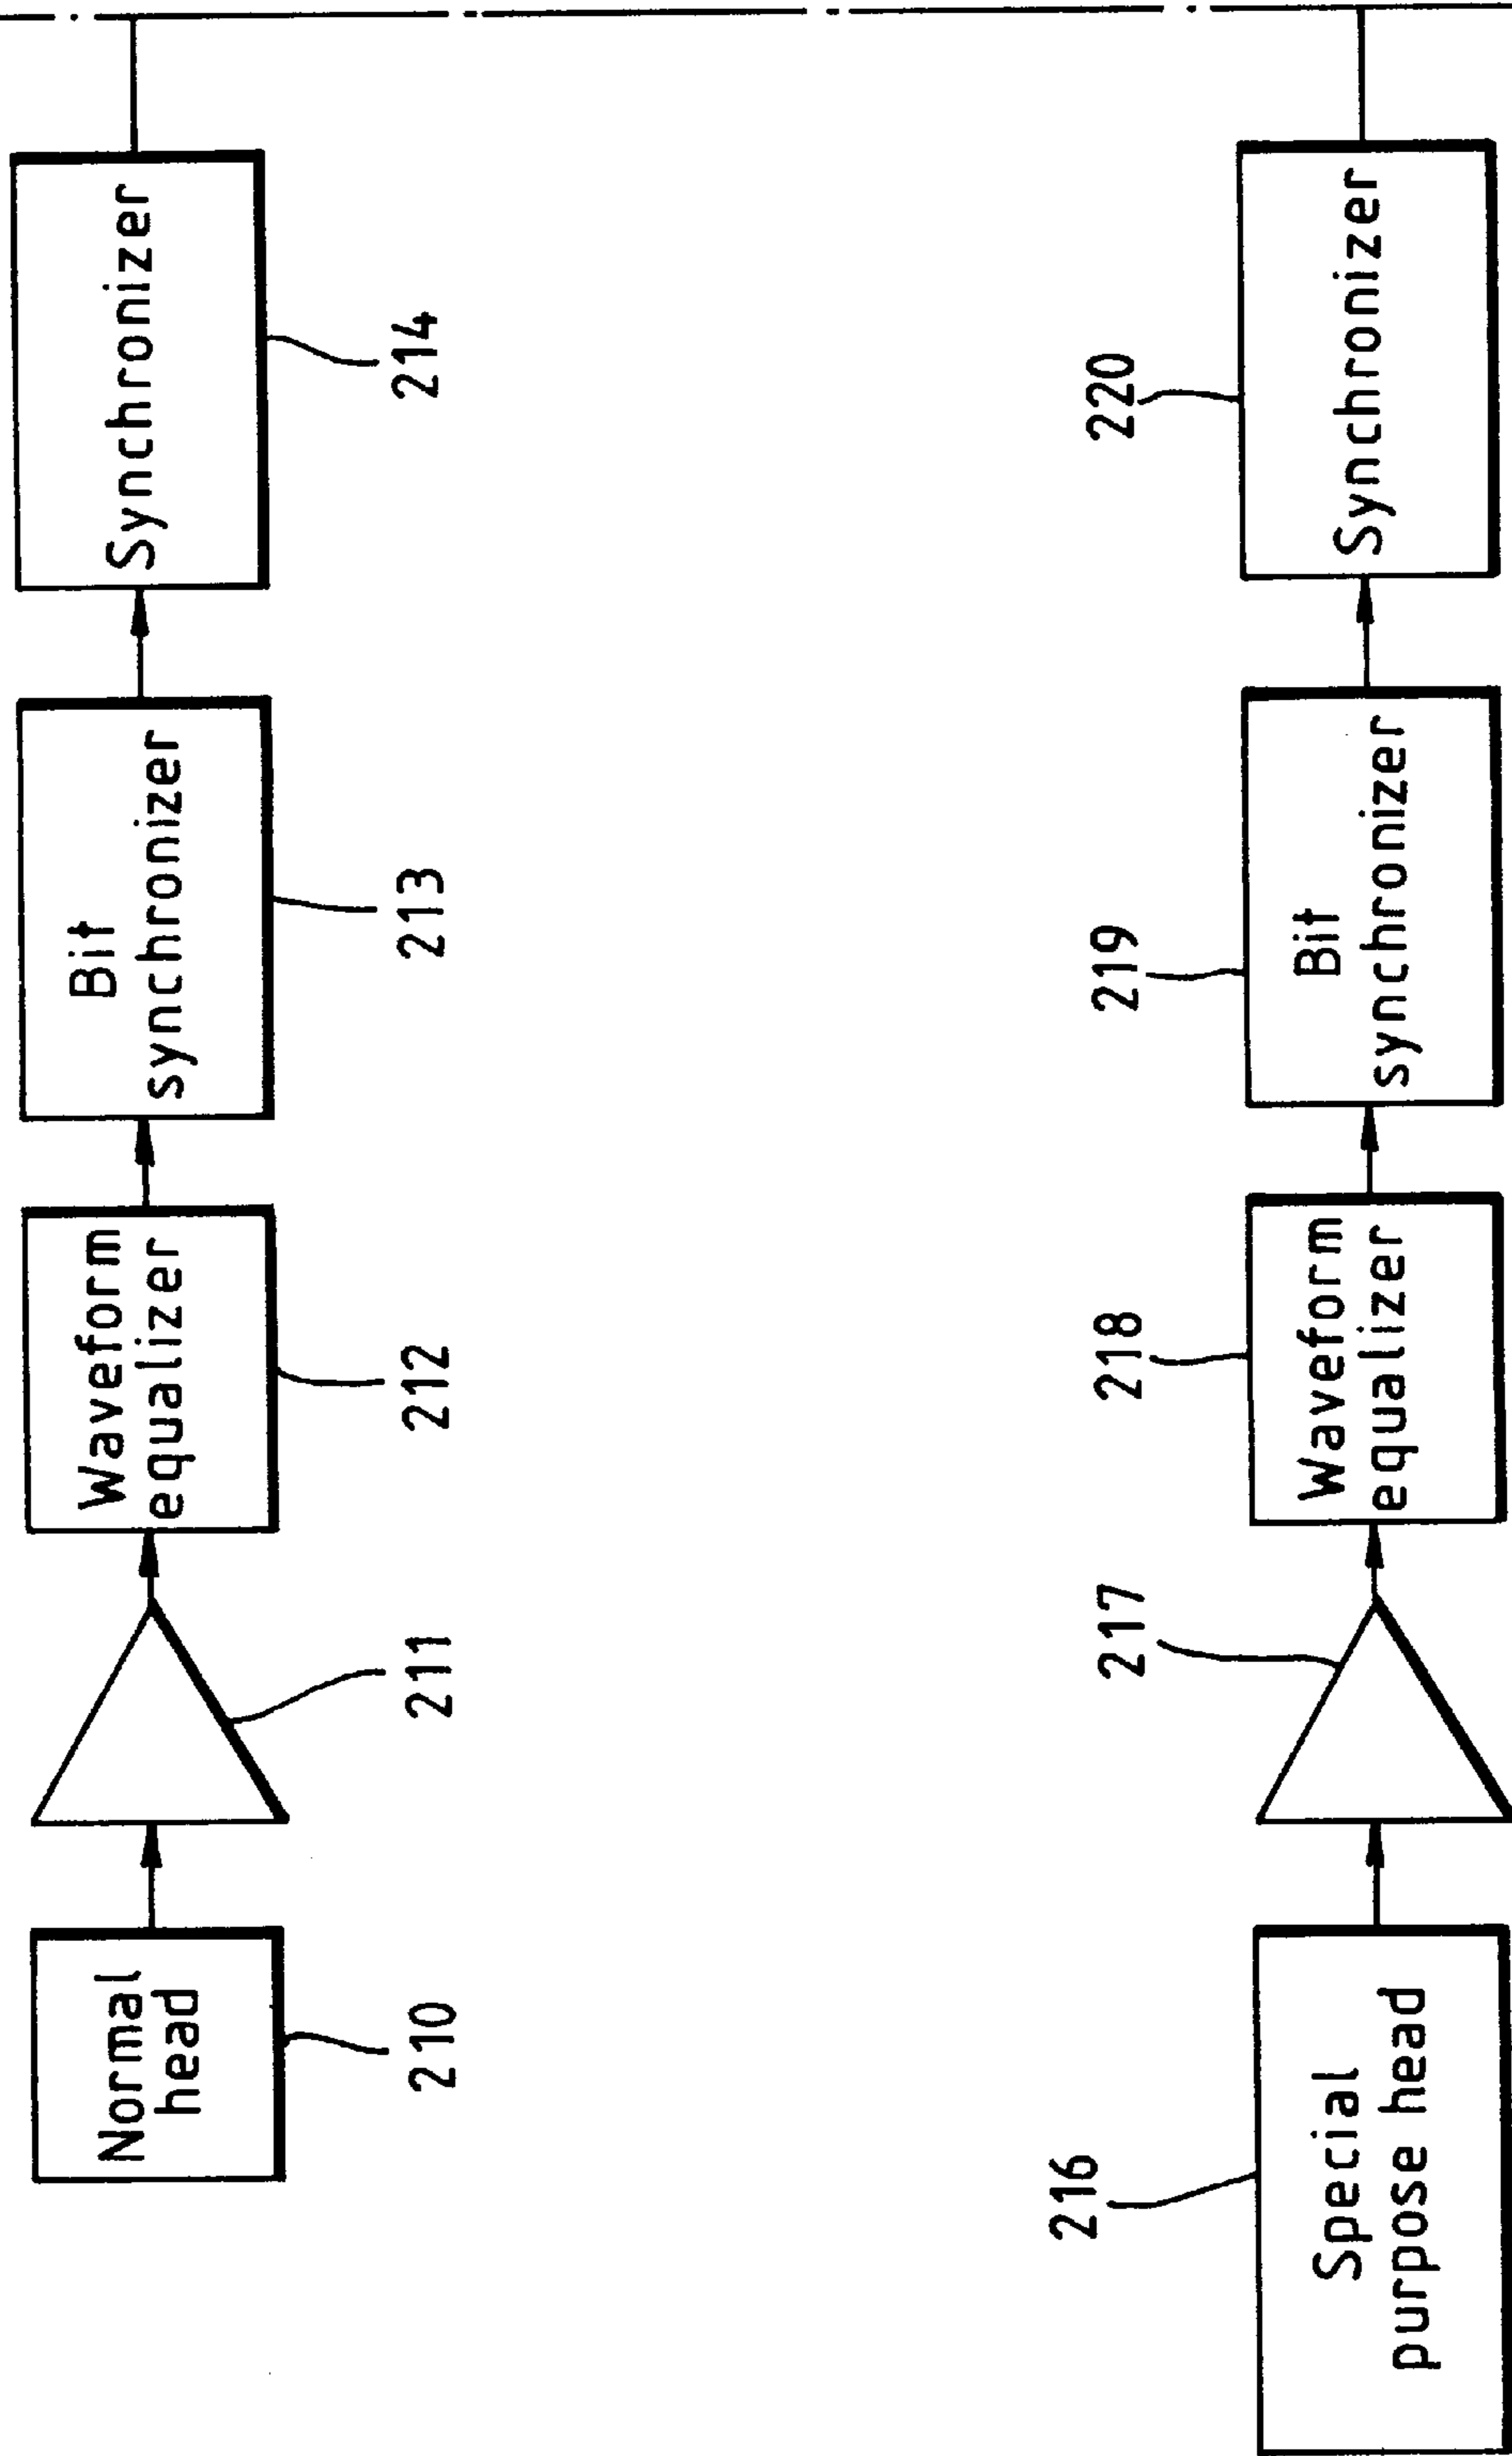 Normal
head
210
211
Waveform
equalizer
212
Bit
synchronizer
213
Synchronizer
214
Special
purpose head
216
217
Waveform
equalizer
218
Bit
synchronizer
219
Synchronizer
220